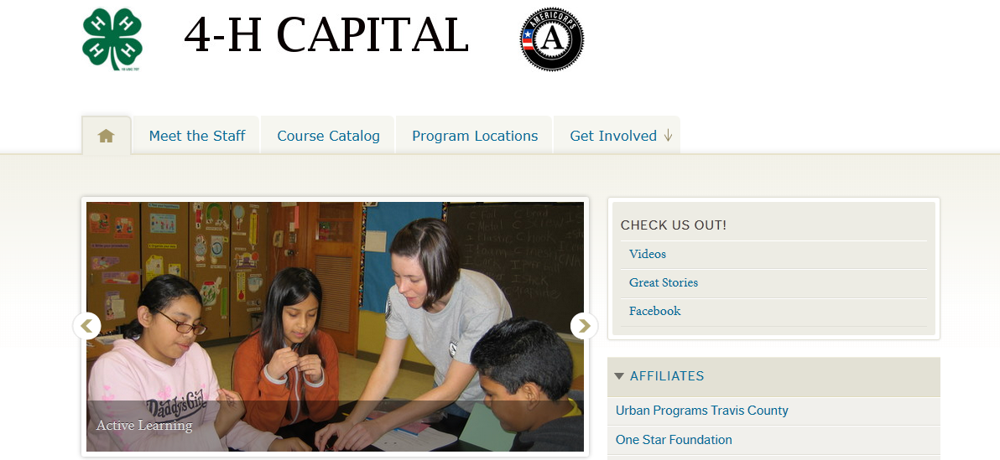 H H H H
4-H CAPITAL
AMERICORPS
A
Meet the Staff
Course Catalog
Program Locations
Get Involved
CHECK US OUT!
Videos
Great Stories
Facebook
Daddy's Girl
Active Learning
AFFILIATES
Urban Programs Travis County
One Star Foundation